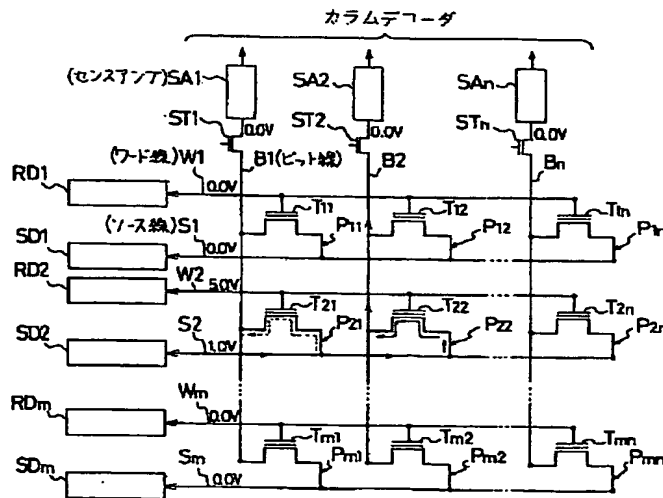 カラムデコーダ
(センスアンプ)SA1 SA2 SAn
0.0V 0.0V 0.0V
ST1 ST2 STn
B1(ビット線) B2 Bn
(ワード線)W1
RD1 0.0V
T11 T12 T1n
P11 P12 P1n
(ソース線)S1
SD1 0.0V
RD2 W2 5.0V
T21 T22 T2n
S2 P21 P22 P2n
SD2 1.0V
Wm
RDm 0.0V
Tm1 Tm2 Tmn
Sm Pm1 Pm2 Pmn
SDm 0.0V